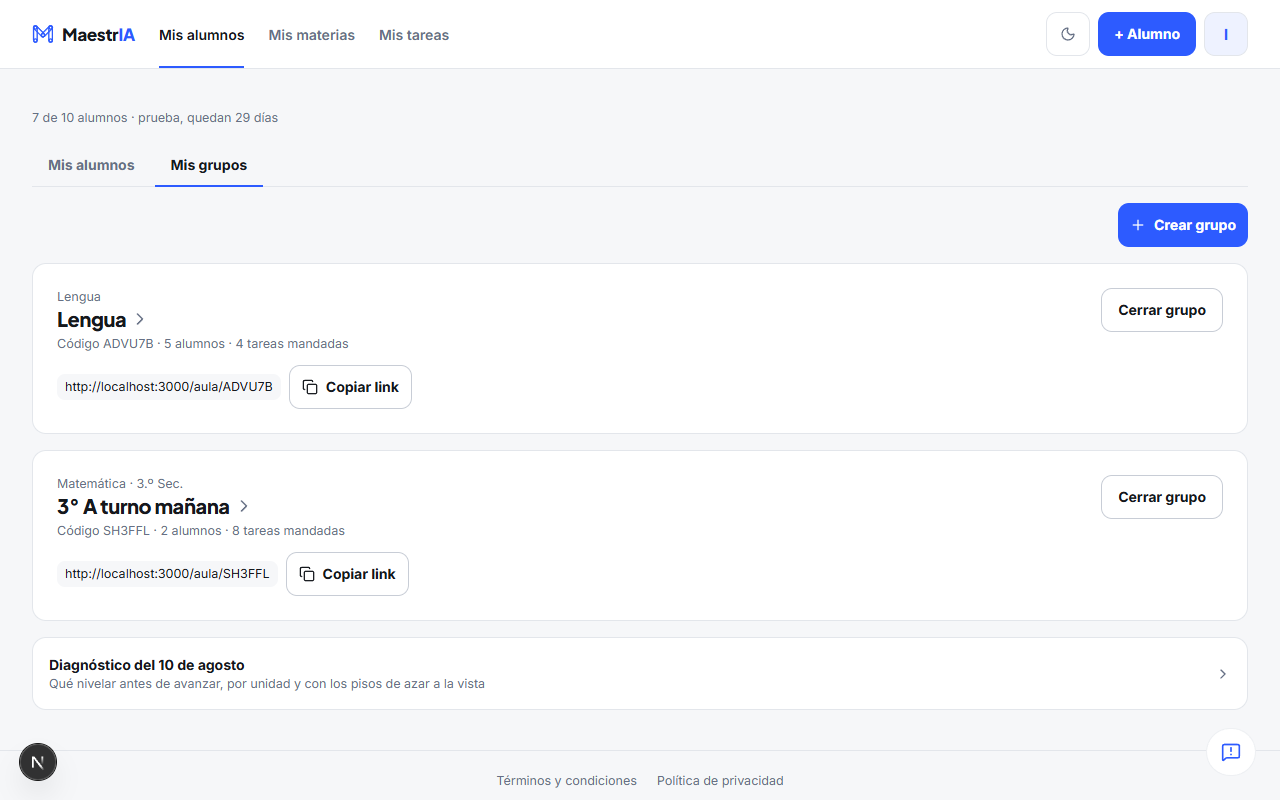 MaestrIA
Mis alumnos
Mis materias
Mis tareas
+ Alumno
I
7 de 10 alumnos · prueba, quedan 29 días
Mis alumnos
Mis grupos
Crear grupo
Lengua
Lengua
Código ADVU7B · 5 alumnos · 4 tareas mandadas
http://localhost:3000/aula/ADVU7B
Copiar link
Cerrar grupo
Matemática · 3.º Sec.
3° A turno mañana
Código SH3FFL · 2 alumnos · 8 tareas mandadas
http://localhost:3000/aula/SH3FFL
Copiar link
Cerrar grupo
Diagnóstico del 10 de agosto
Qué nivelar antes de avanzar, por unidad y con los pisos de azar a la vista
N
Términos y condiciones
Política de privacidad